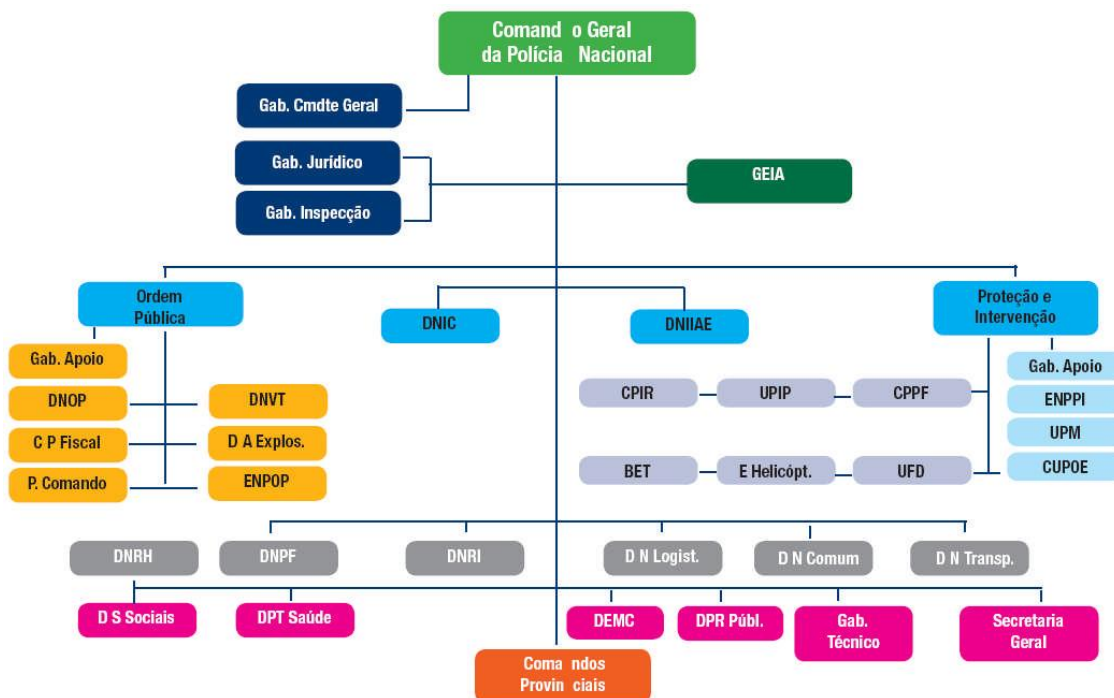 Comand o Geral
da Polícia Nacional
Gab. Cmdte Geral
Gab. Jurídico
GEIA
Gab. Inspecção
Ordem
Pública
DNIC
DNIIAE
Proteção e
Intervenção
Gab. Apoio
DNOP
DNVT
C P Fiscal
D A Explos.
P. Comando
ENPOP
CPIR
UPIP
CPPF
BET
E Helicópt.
UFD
Gab. Apoio
ENPPI
UPM
CUPOE
DNRH
DNPF
DNRI
D N Logist.
D N Comum
D N Transp.
D S Sociais
DPT Saúde
DEMC
DPR Públ.
Gab.
Técnico
Secretaria
Geral
Coma ndos
Provin ciais